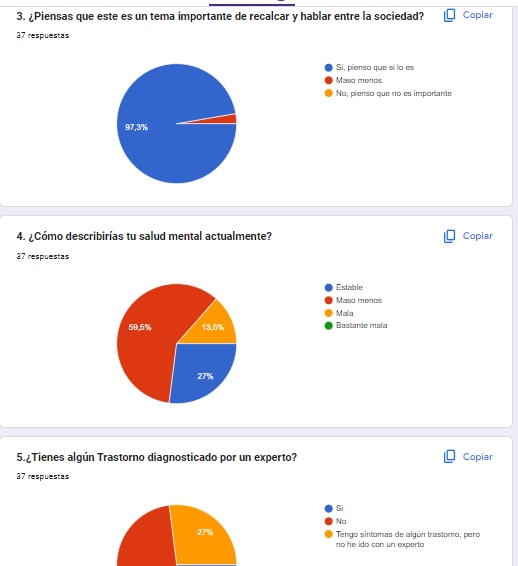 3. ¿Piensas que este es un tema importante de recalcar y hablar entre la sociedad?
Copiar
37 respuestas
Si, pienso que si lo es
Maso menos
No, pienso que no es importante
97,3%
4. ¿Cómo describirías tu salud mental actualmente?
Copiar
37 respuestas
Estable
Maso menos
Mala
Bastante mala
59,5%
13,5%
27%
5.¿Tienes algún Trastorno diagnosticado por un experto?
Copiar
37 respuestas
Si
No
Tengo síntomas de algún trastorno, pero
no he ido con un experto
27%